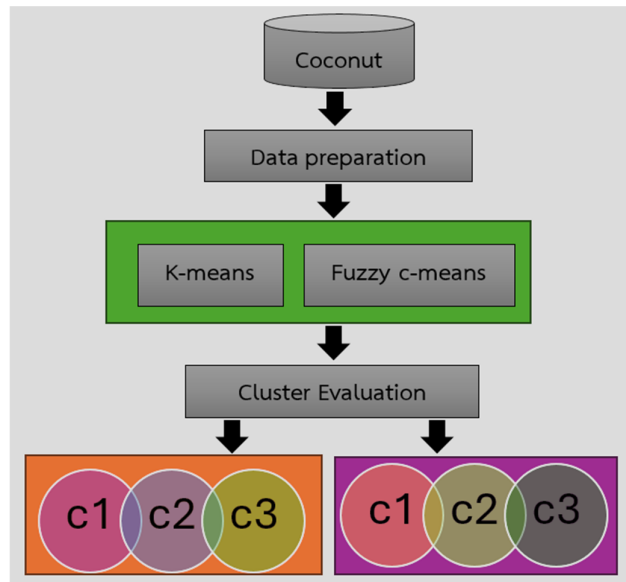 Coconut
Data preparation
K-means
Fuzzy c-means
Cluster Evaluation
c1 c2 c3
c1 c2 c3